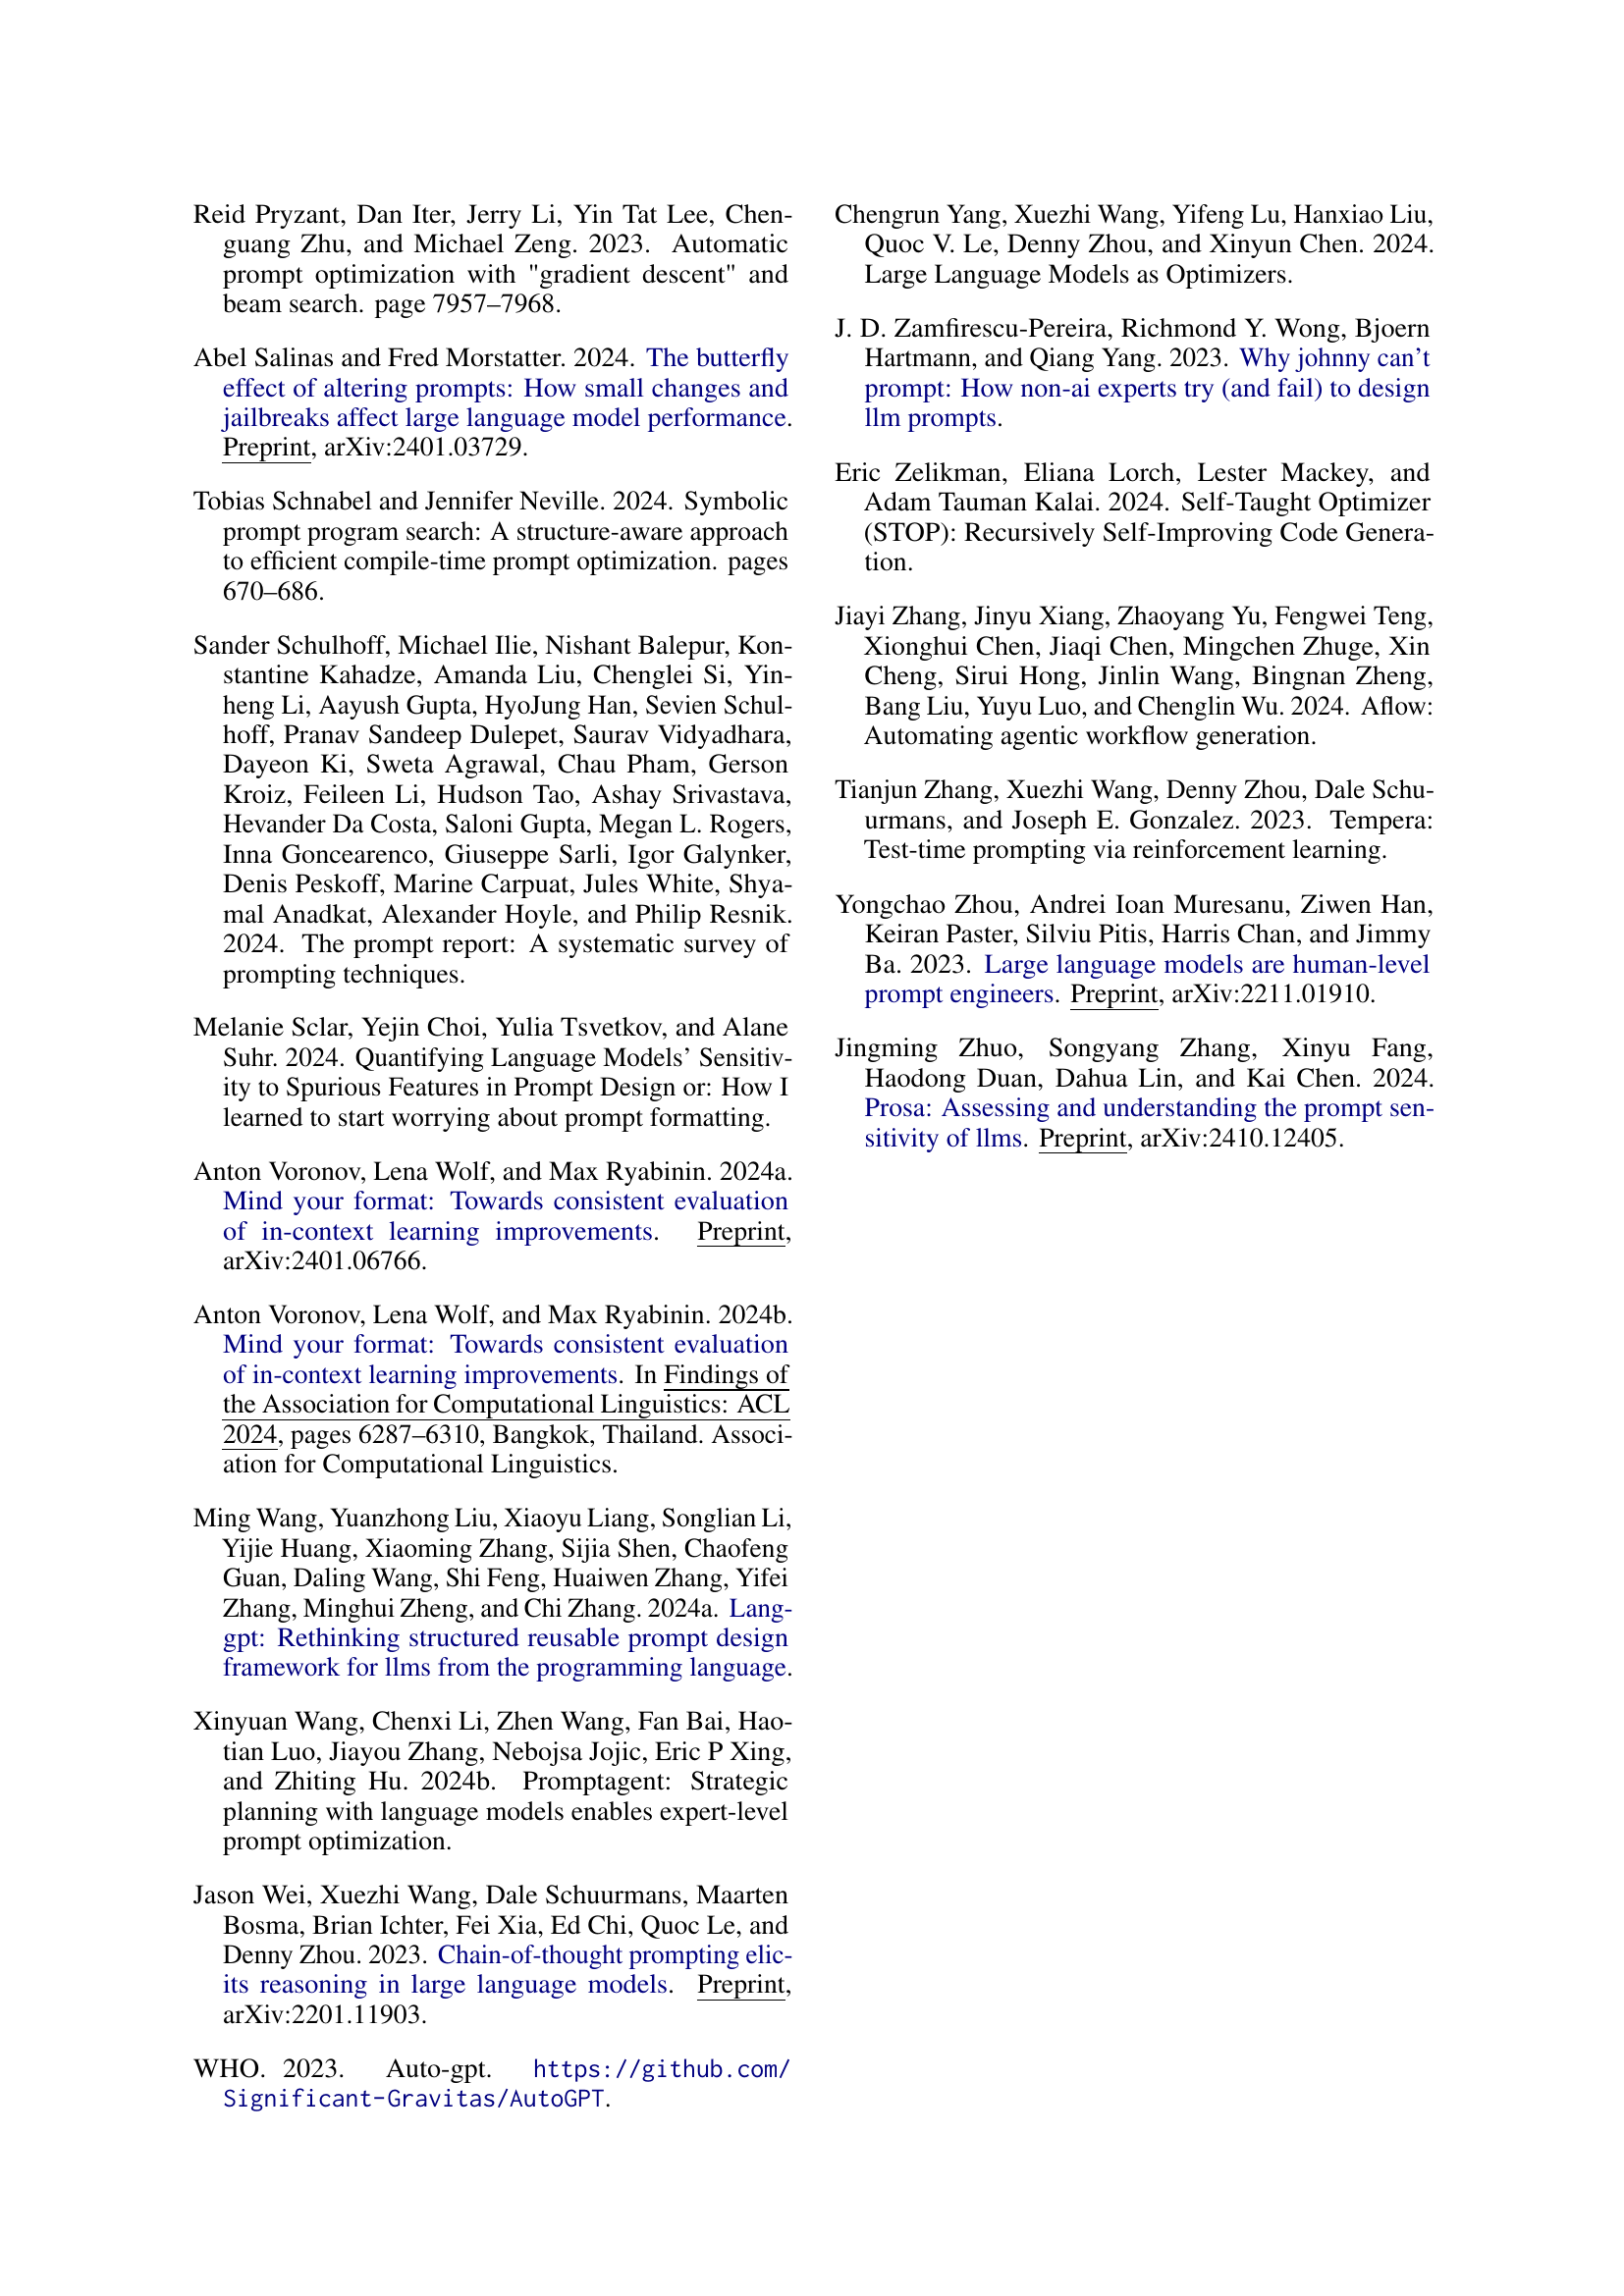 Reid Pryzant, Dan Iter, Jerry Li, Yin Tat Lee, Chen-
guang Zhu, and Michael Zeng. 2023. Automatic
prompt optimization with "gradient descent" and
beam search. page 7957–7968.
Abel Salinas and Fred Morstatter. 2024. The butterfly
effect of altering prompts: How small changes and
jailbreaks affect large language model performance.
Preprint, arXiv:2401.03729.
Tobias Schnabel and Jennifer Neville. 2024. Symbolic
prompt program search: A structure-aware approach
to efficient compile-time prompt optimization. pages
670–686.
Sander Schulhoff, Michael Ilie, Nishant Balepur, Kon-
stantine Kahadze, Amanda Liu, Chenglei Si, Yin-
heng Li, Aayush Gupta, HyoJung Han, Sevien Schul-
hoff, Pranav Sandeep Dulepet, Saurav Vidyadhara,
Dayeon Ki, Sweta Agrawal, Chau Pham, Gerson
Kroiz, Feileen Li, Hudson Tao, Ashay Srivastava,
Hevander Da Costa, Saloni Gupta, Megan L. Rogers,
Inna Goncearenco, Giuseppe Sarli, Igor Galynker,
Denis Peskoff, Marine Carpuat, Jules White, Shya-
mal Anadkat, Alexander Hoyle, and Philip Resnik.
2024. The prompt report: A systematic survey of
prompting techniques.
Melanie Sclar, Yejin Choi, Yulia Tsvetkov, and Alane
Suhr. 2024. Quantifying Language Models’ Sensitiv-
ity to Spurious Features in Prompt Design or: How I
learned to start worrying about prompt formatting.
Anton Voronov, Lena Wolf, and Max Ryabinin. 2024a.
Mind your format: Towards consistent evaluation
of in-context learning improvements. Preprint,
arXiv:2401.06766.
Anton Voronov, Lena Wolf, and Max Ryabinin. 2024b.
Mind your format: Towards consistent evaluation
of in-context learning improvements. In Findings of
the Association for Computational Linguistics: ACL
2024, pages 6287–6310, Bangkok, Thailand. Associ-
ation for Computational Linguistics.
Ming Wang, Yuanzhong Liu, Xiaoyu Liang, Songlian Li,
Yijie Huang, Xiaoming Zhang, Sijia Shen, Chaofeng
Guan, Daling Wang, Shi Feng, Huaiwen Zhang, Yifei
Zhang, Minghui Zheng, and Chi Zhang. 2024a. Lang-
gpt: Rethinking structured reusable prompt design
framework for llms from the programming language.
Xinyuan Wang, Chenxi Li, Zhen Wang, Fan Bai, Hao-
tian Luo, Jiayou Zhang, Nebojsa Jojic, Eric P Xing,
and Zhiting Hu. 2024b. Promptagent: Strategic
planning with language models enables expert-level
prompt optimization.
Jason Wei, Xuezhi Wang, Dale Schuurmans, Maarten
Bosma, Brian Ichter, Fei Xia, Ed Chi, Quoc Le, and
Denny Zhou. 2023. Chain-of-thought prompting elic-
its reasoning in large language models. Preprint,
arXiv:2201.11903.
WHO. 2023. Auto-gpt. https://github.com/
Significant-Gravitas/AutoGPT.
Chengrun Yang, Xuezhi Wang, Yifeng Lu, Hanxiao Liu,
Quoc V. Le, Denny Zhou, and Xinyun Chen. 2024.
Large Language Models as Optimizers.
J. D. Zamfirescu-Pereira, Richmond Y. Wong, Bjoern
Hartmann, and Qiang Yang. 2023. Why johnny can’t
prompt: How non-ai experts try (and fail) to design
llm prompts.
Eric Zelikman, Eliana Lorch, Lester Mackey, and
Adam Tauman Kalai. 2024. Self-Taught Optimizer
(STOP): Recursively Self-Improving Code Genera-
tion.
Jiayi Zhang, Jinyu Xiang, Zhaoyang Yu, Fengwei Teng,
Xionghui Chen, Jiaqi Chen, Mingchen Zhuge, Xin
Cheng, Sirui Hong, Jinlin Wang, Bingnan Zheng,
Bang Liu, Yuyu Luo, and Chenglin Wu. 2024. Aflow:
Automating agentic workflow generation.
Tianjun Zhang, Xuezhi Wang, Denny Zhou, Dale Schu-
urmans, and Joseph E. Gonzalez. 2023. Tempera:
Test-time prompting via reinforcement learning.
Yongchao Zhou, Andrei Ioan Muresanu, Ziwen Han,
Keiran Paster, Silviu Pitis, Harris Chan, and Jimmy
Ba. 2023. Large language models are human-level
prompt engineers. Preprint, arXiv:2211.01910.
Jingming Zhuo, Songyang Zhang, Xinyu Fang,
Haodong Duan, Dahua Lin, and Kai Chen. 2024.
Prosa: Assessing and understanding the prompt sen-
sitivity of llms. Preprint, arXiv:2410.12405.